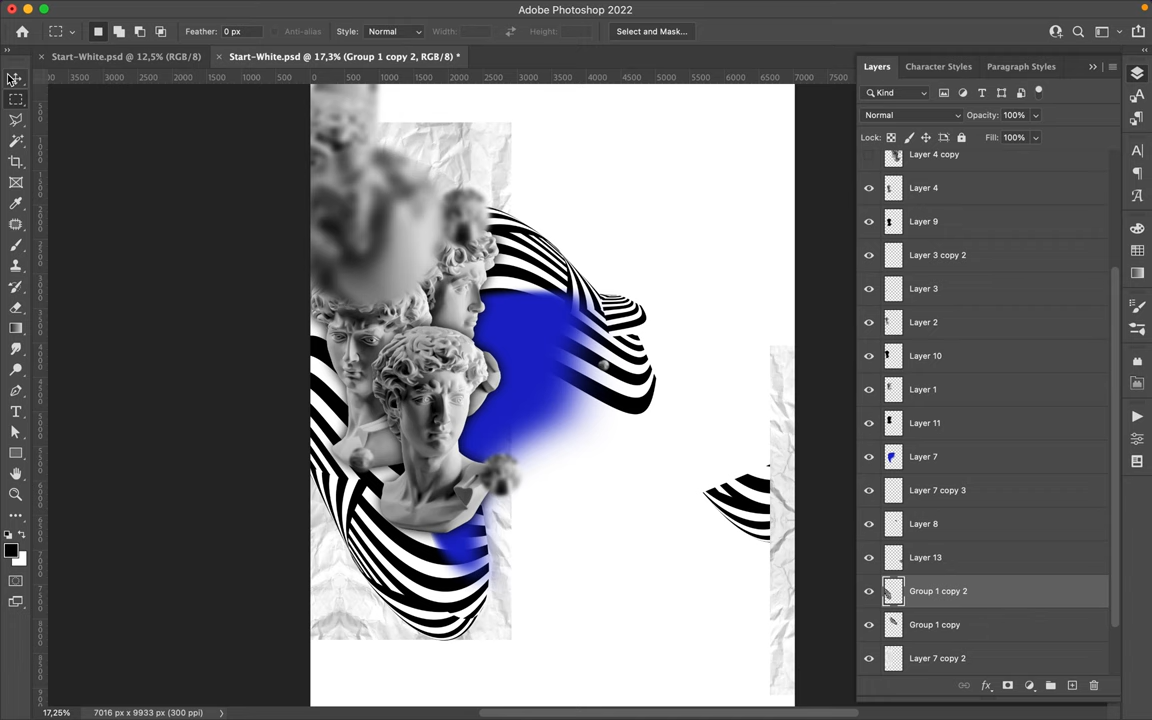 Adobe Photoshop 2022
Feather: 0 px
Anti-alias
Style: Normal
Width:
Height:
Select and Mask...
Start-White.psd @ 12,5% (RGB/8)
Start-White.psd @ 17,3% (Group 1 copy 2, RGB/8) *
Layers
Character Styles
Paragraph Styles
3500 3000 2500 2000 1500 1000 500 0 500 1000 1500 2000 2500 3000 3500 4000 4500 5000 5500 6000 6500 7000 7500
Kind
Normal
Opacity: 100%
Lock:
Fill: 100%
Layer 4 copy
Layer 4
Layer 9
Layer 3 copy 2
Layer 3
Layer 2
Layer 10
Layer 1
Layer 11
Layer 7
Layer 7 copy 3
Layer 8
Layer 13
Group 1 copy 2
Group 1 copy
Layer 7 copy 2
fx
17,25%
7016 px x 9933 px (300 ppi)